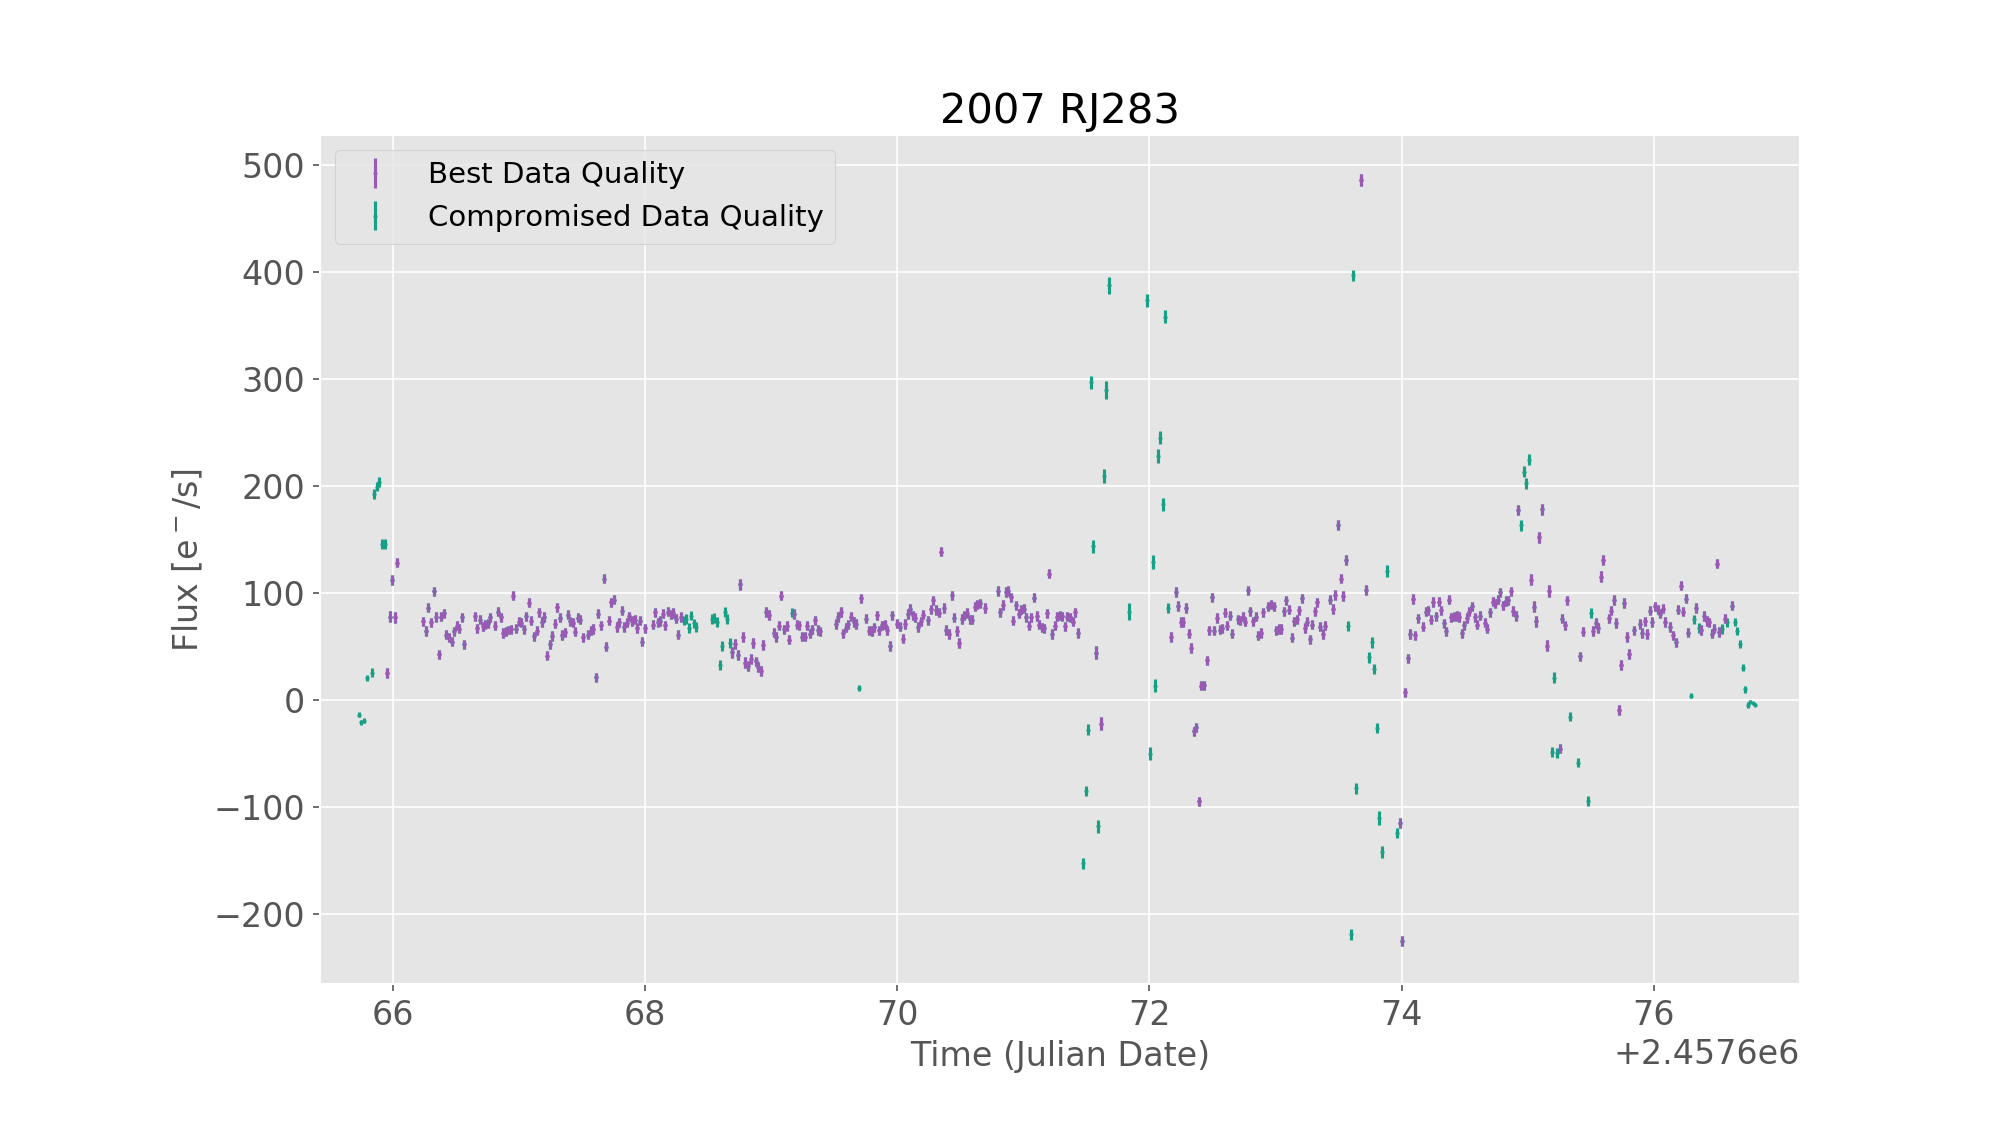 2007 RJ283
Best Data Quality
Compromised Data Quality
500
400
300
200
100
0
−100
−200
Flux [e⁻/s]
66 68 70 72 74 76
Time (Julian Date)
+2.4576e6